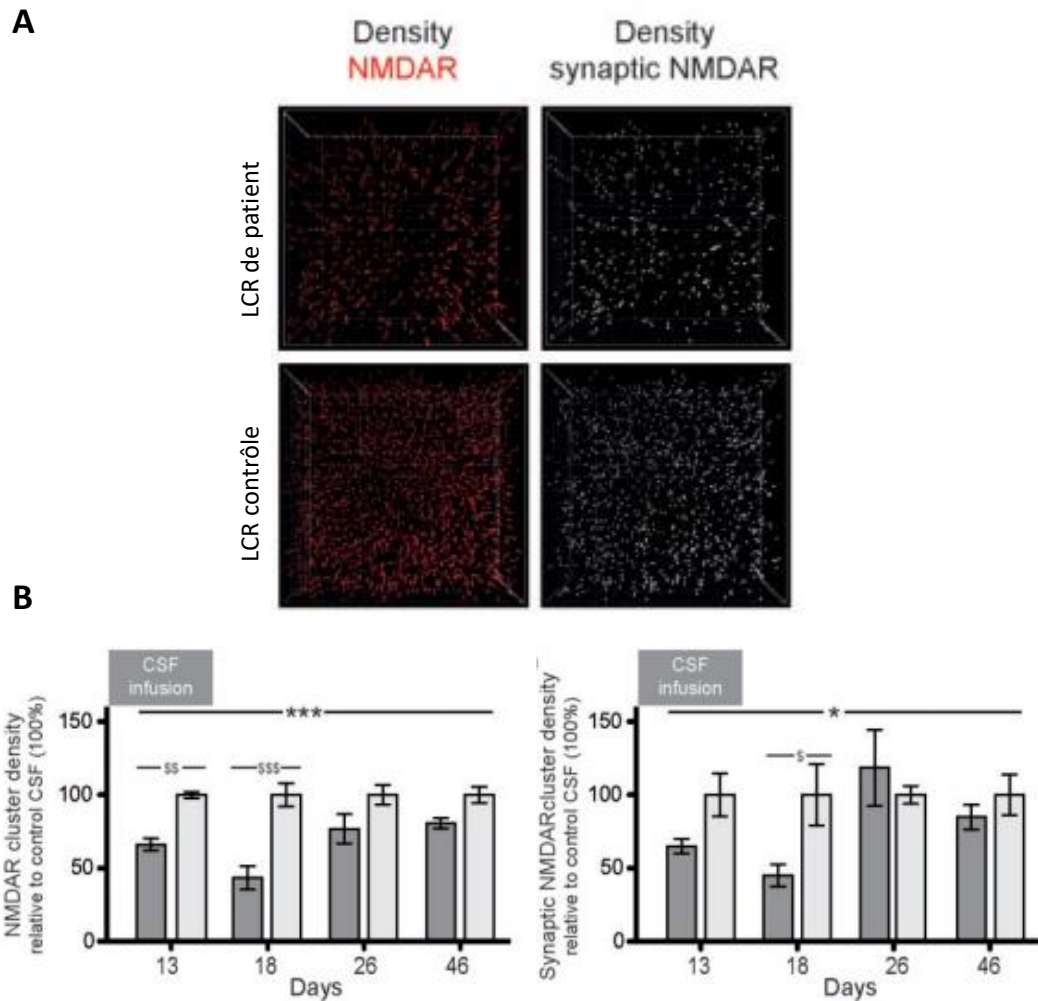 A
Density
NMDAR
Density
synaptic NMDAR
LCR de patient
LCR contrôle
B
CSF
infusion
NMDAR cluster density
relative to control CSF (100%)
150
100
50
0
***
$$
$$$
13 18 26 46
Days
CSF
infusion
Synaptic NMDARcluster density
relative to control CSF (100%)
150
100
50
0
*
$
13 18 26 46
Days